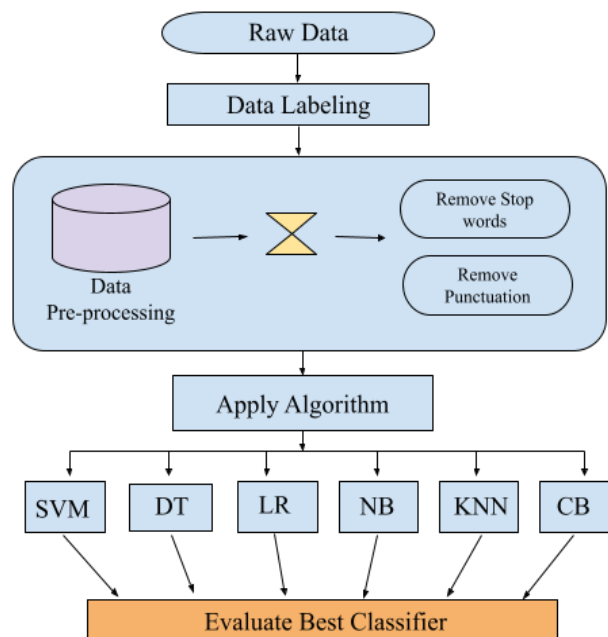 Raw Data
Data Labeling
Remove Stop
words
Data
Pre-processing
Remove
Punctuation
Apply Algorithm
SVM
DT
LR
NB
KNN
CB
Evaluate Best Classifier